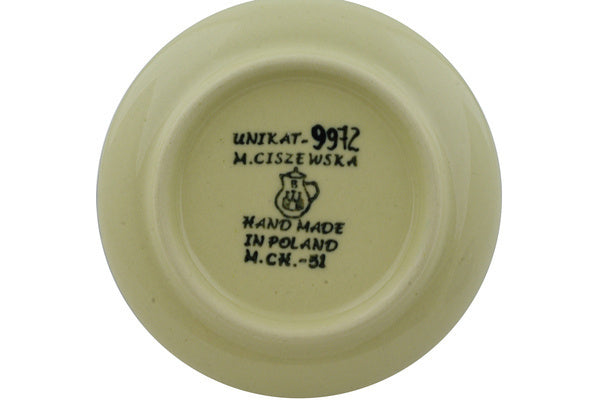 UNIKAT-9972
M.CISZEWSKA
B
HAND MADE
IN POLAND
M.CH.-51